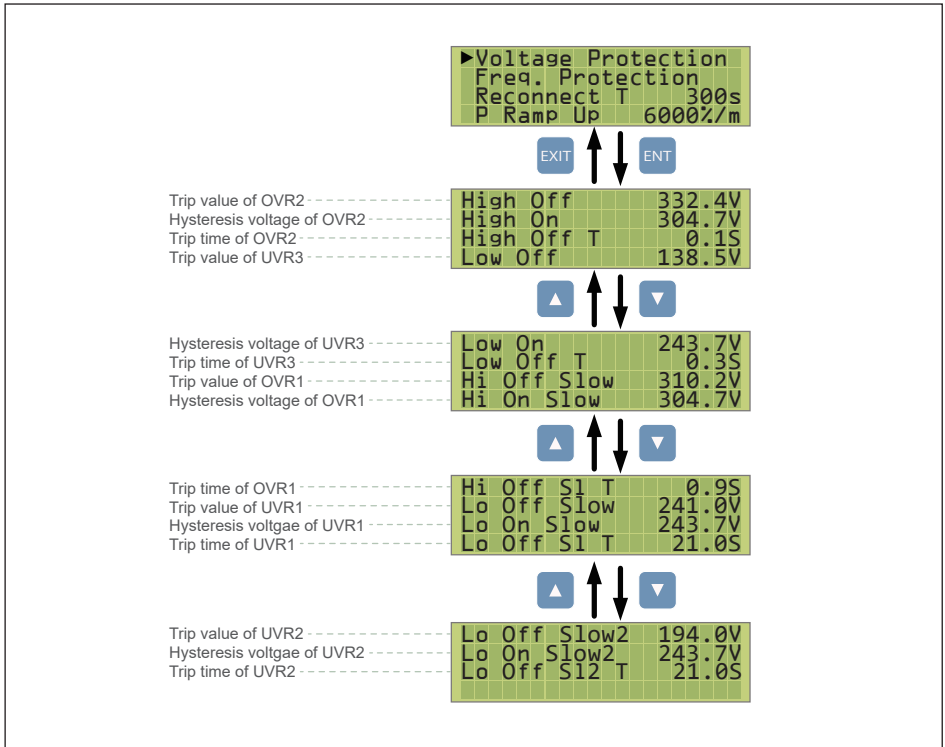 ►Voltage Protection
Freq. Protection
Reconnect T 300s
P Ramp Up 6000%/m
EXIT ENT
Trip value of OVR2 High Off 332.4V
Hysteresis voltage of OVR2 High On 304.7V
Trip time of OVR2 High Off T 0.1S
Trip value of UVR3 Low Off 138.5V
Hysteresis voltage of UVR3 Low On 243.7V
Trip time of UVR3 Low Off T 0.3S
Trip value of OVR1 Hi Off Slow 310.2V
Hysteresis voltage of OVR1 Hi On Slow 304.7V
Trip time of OVR1 Hi Off Sl T 0.9S
Trip value of UVR1 Lo Off Slow 241.0V
Hysteresis voltgae of UVR1 Lo On Slow 243.7V
Trip time of UVR1 Lo Off Sl T 21.0S
Trip value of UVR2 Lo Off Slow2 194.0V
Hysteresis voltgae of UVR2 Lo On Slow2 243.7V
Trip time of UVR2 Lo Off Sl2 T 21.0S